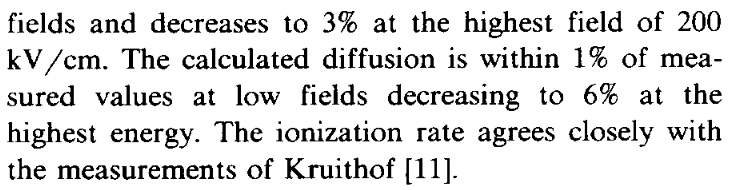 fields and decreases to 3% at the highest field of 200
kV/cm. The calculated diffusion is within 1% of mea-
sured values at low fields decreasing to 6% at the
highest energy. The ionization rate agrees closely with
the measurements of Kruithof [11].